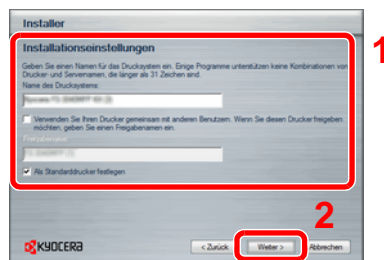 Installer
Installationseinstellungen
Geben Sie einen Namen für das Drucksystem ein. Einige Programme unterstützen keine Kombinationen von
Drucker- und Servernamen, die länger als 31 Zeichen sind.
Name des Drucksystems:
Verwenden Sie Ihren Drucker gemeinsam mit anderen Benutzern. Wenn Sie diesen Drucker freigeben
möchten, geben Sie einen Freigabenamen ein.
Freigabename:
Als Standarddrucker festlegen
1
2
KYOCERA
< Zurück
Weiter >
Abbrechen